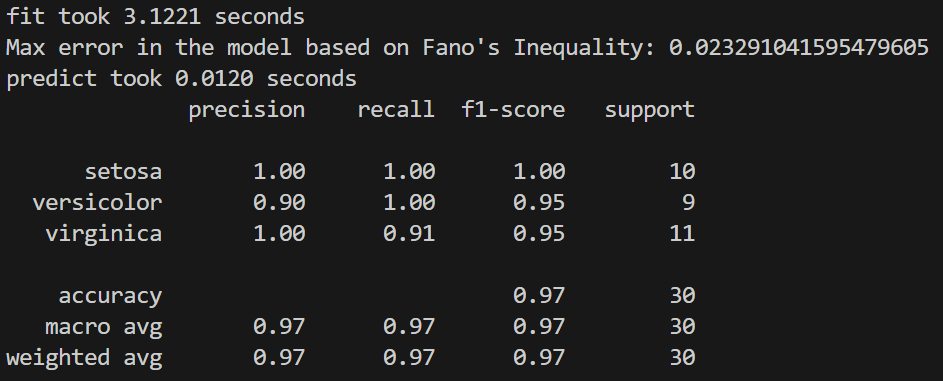 fit took 3.1221 seconds
Max error in the model based on Fano's Inequality: 0.023291041595479605
predict took 0.0120 seconds
precision recall f1-score support
setosa 1.00 1.00 1.00 10
versicolor 0.90 1.00 0.95 9
virginica 1.00 0.91 0.95 11
accuracy 0.97 30
macro avg 0.97 0.97 0.97 30
weighted avg 0.97 0.97 0.97 30